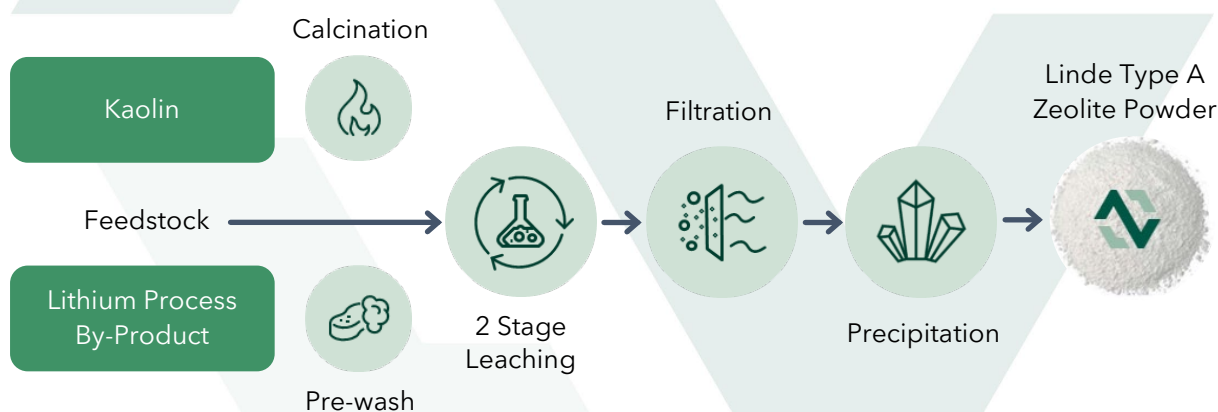 Calcination
Kaolin
Linde Type A
Zeolite Powder
Filtration
Feedstock
Lithium Process
By-Product
2 Stage
Leaching
Precipitation
Pre-wash